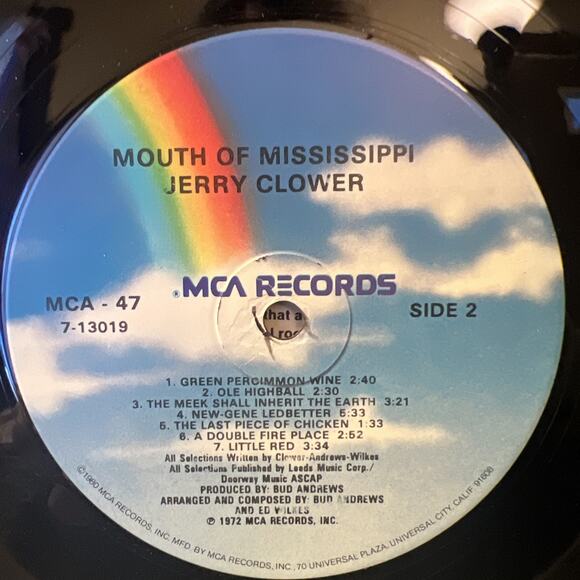 MOUTH OF MISSISSIPPI
JERRY CLOWER
®MCA RECORDS
MCA - 47
7-13019
SIDE 2
that a
1. GREEN PERCIMMON WINE 2:40
2. OLE HIGHBALL 2:30
3. THE MEEK SHALL INHERIT THE EARTH 3:21
4. NEW-GENE LEDBETTER 5:33
5. THE LAST PIECE OF CHICKEN 1:33
6. A DOUBLE FIRE PLACE 2:52
7. LITTLE RED 3:34
All Selections Written by Clower-Andrews-Wilkes
All Selections Published by Leeds Music Corp./
Doorway Music ASCAP
PRODUCED BY: BUD ANDREWS
ARRANGED AND COMPOSED BY: BUD ANDREWS
AND ED WILKES
℗ 1972 MCA RECORDS, INC.
©1980 MCA RECORDS, INC. MFD. BY MCA RECORDS, INC., 70 UNIVERSAL PLAZA, UNIVERSAL CITY, CALIF. 91608